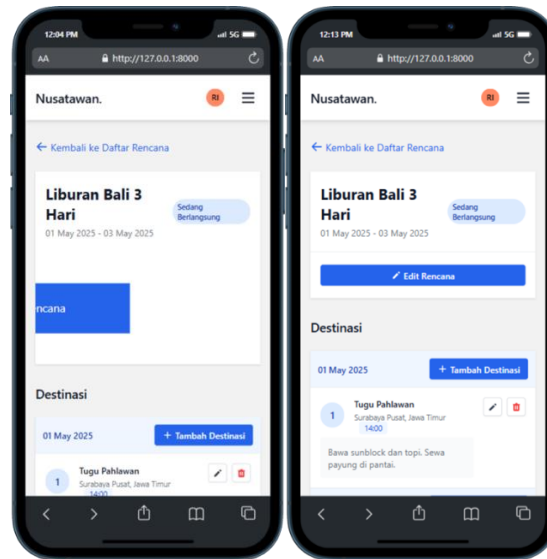 12:04 PM
5G
AA
http://127.0.0.1:8000
Nusatawan.
RI
Kembali ke Daftar Rencana
Liburan Bali 3
Hari
Sedang
Berlangsung
01 May 2025 - 03 May 2025
ncana
Destinasi
01 May 2025
+ Tambah Destinasi
1
Tugu Pahlawan
Surabaya Pusat, Jawa Timur
14:00
12:13 PM
5G
AA
http://127.0.0.1:8000
Nusatawan.
RI
Kembali ke Daftar Rencana
Liburan Bali 3
Hari
Sedang
Berlangsung
01 May 2025 - 03 May 2025
Edit Rencana
Destinasi
01 May 2025
+ Tambah Destinasi
1
Tugu Pahlawan
Surabaya Pusat, Jawa Timur
14:00
Bawa sunblock dan topi. Sewa
payung di pantai.